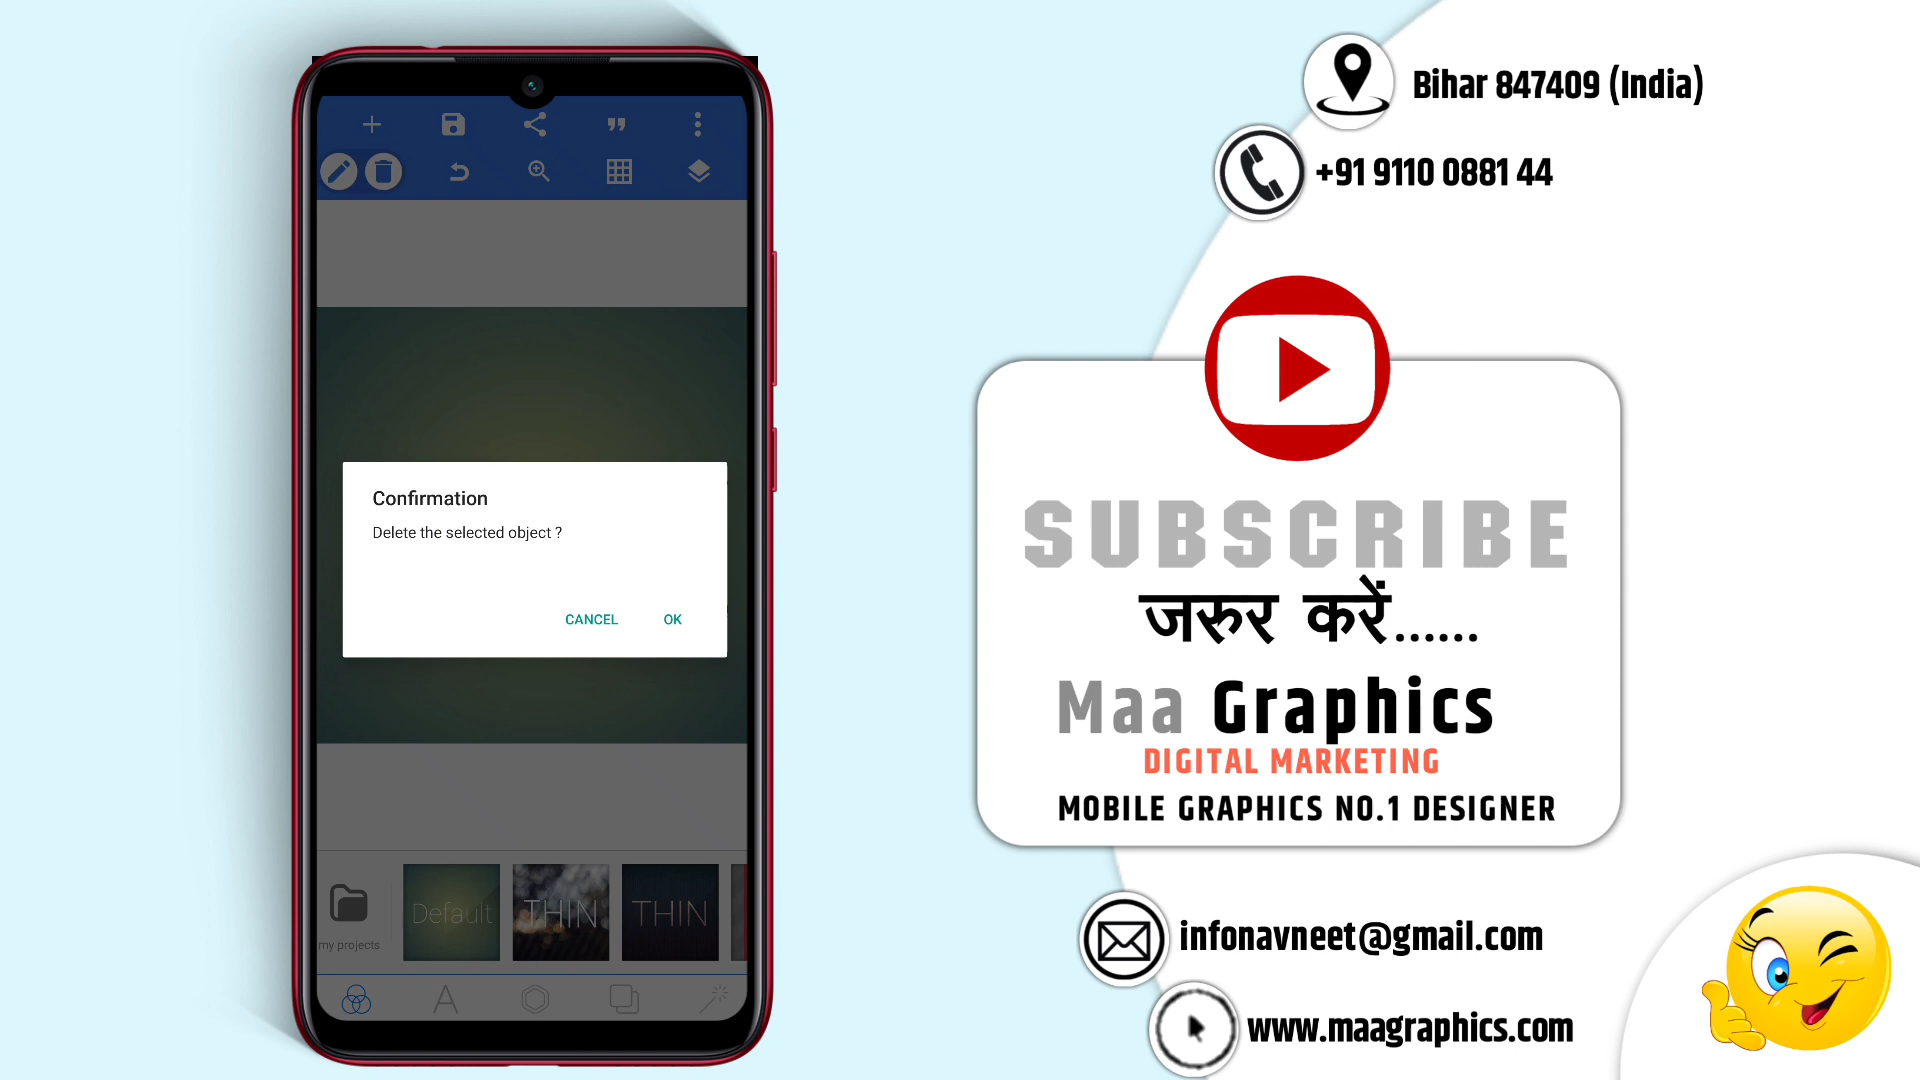 Confirmation
Delete the selected object ?
CANCEL OK
Default
THIN
THIN
my projects
A
Bihar 847409 (India)
+91 9110 0881 44
SUBSCRIBE
जरुर करें......
Maa Graphics
DIGITAL MARKETING
MOBILE GRAPHICS NO.1 DESIGNER
infonavneet@gmail.com
www.maagraphics.com